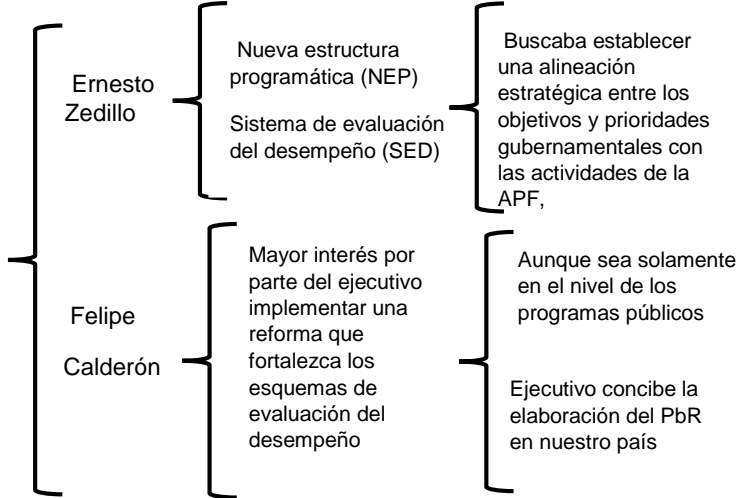 Ernesto
Zedillo
Nueva estructura
programática (NEP)
Sistema de evaluación
del desempeño (SED)
Buscaba establecer
una alineación
estratégica entre los
objetivos y prioridades
gubernamentales con
las actividades de la
APF,
Felipe
Calderón
Mayor interés por
parte del ejecutivo
implementar una
reforma que
fortalezca los
esquemas de
evaluación del
desempeño
Aunque sea solamente
en el nivel de los
programas públicos
Ejecutivo concibe la
elaboración del PbR
en nuestro país